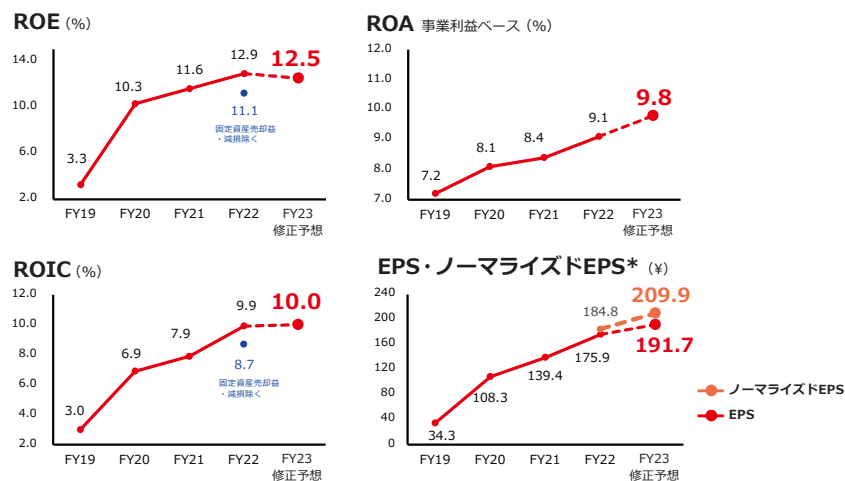 ROE (%)
14.0
10.0
6.0
2.0
3.3
10.3
11.6
12.9
12.5
11.1
固定資産売却益
・減損除く
FY19 FY20 FY21 FY22 FY23
修正予想
ROA 事業利益ベース (%)
12.0
11.0
10.0
9.0
8.0
7.0
7.2
8.1
8.4
9.1
9.8
FY19 FY20 FY21 FY22 FY23
修正予想
ROIC (%)
12.0
10.0
8.0
6.0
4.0
2.0
3.0
6.9
7.9
9.9
10.0
8.7
固定資産売却益
・減損除く
FY19 FY20 FY21 FY22 FY23
修正予想
EPS・ノーマライズドEPS* (¥)
240
200
160
120
80
40
0
34.3
108.3
139.4
175.9
184.8
209.9
191.7
FY19 FY20 FY21 FY22 FY23
修正予想
ノーマライズドEPS
EPS